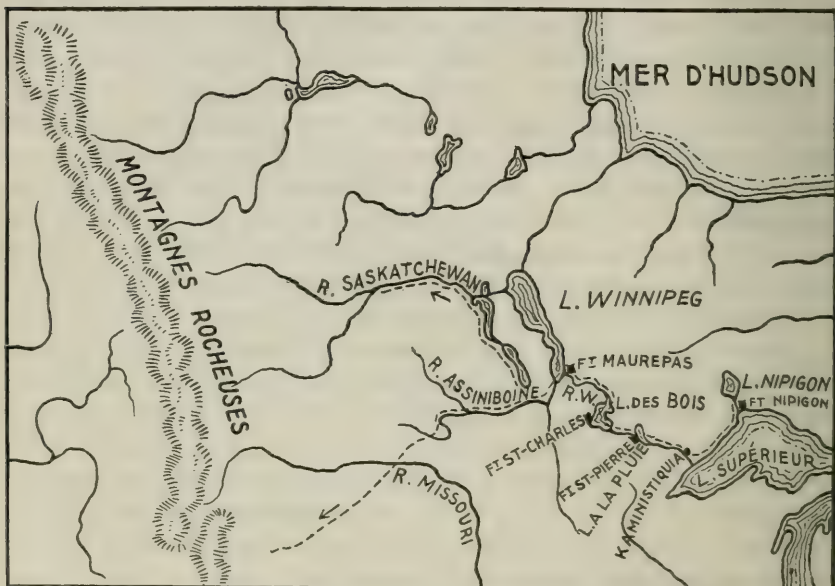 MER D'HUDSON
MONTAGNES ROCHEUSES
R. SASKATCHEWAN
L. WINNIPEG
FT MAUREPAS
R. ASSINIBOINE
R.W.
L. DES BOIS
L. NIPIGON
FT NIPIGON
FT ST-CHARLES
FT ST-PIERRE
L. A LA PLUIE
KAMINISTIQUIA
L. SUPÉRIEUR
R. MISSOURI